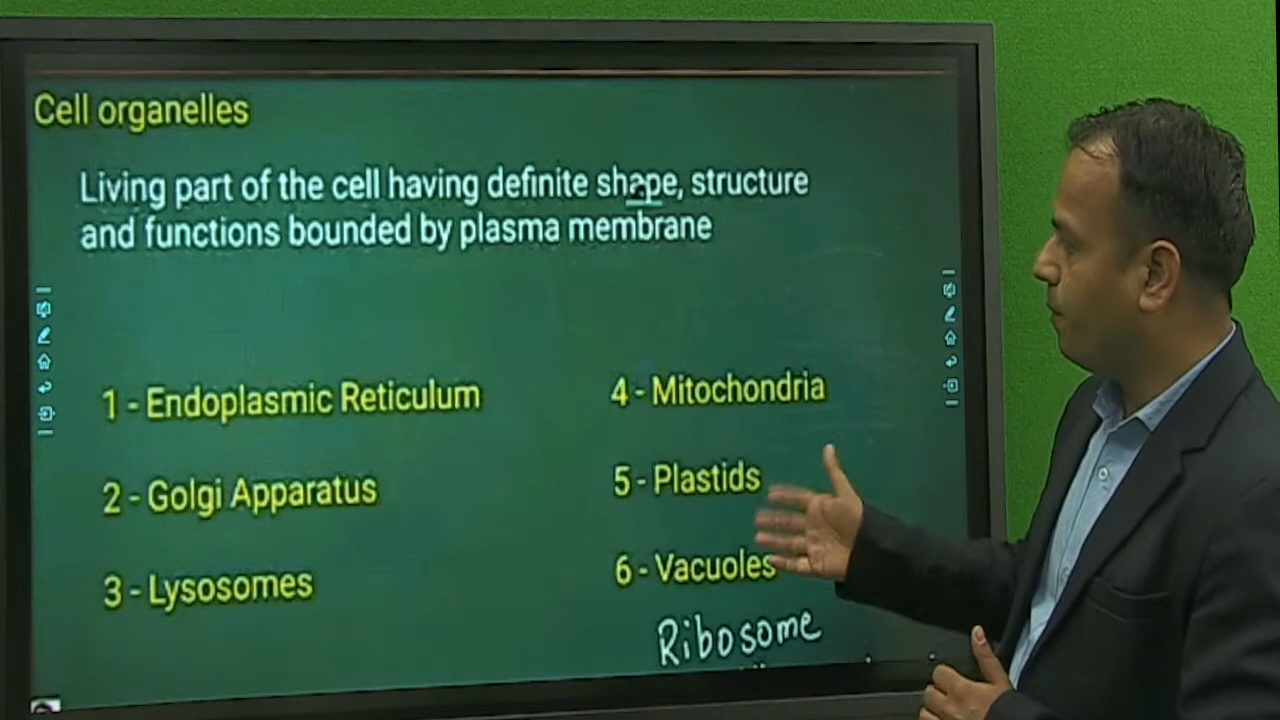 Cell organelles
Living part of the cell having definite shape, structure
and functions bounded by plasma membrane
1 - Endoplasmic Reticulum
2 - Golgi Apparatus
3 - Lysosomes
4 - Mitochondria
5 - Plastids
6 - Vacuoles
Ribosome